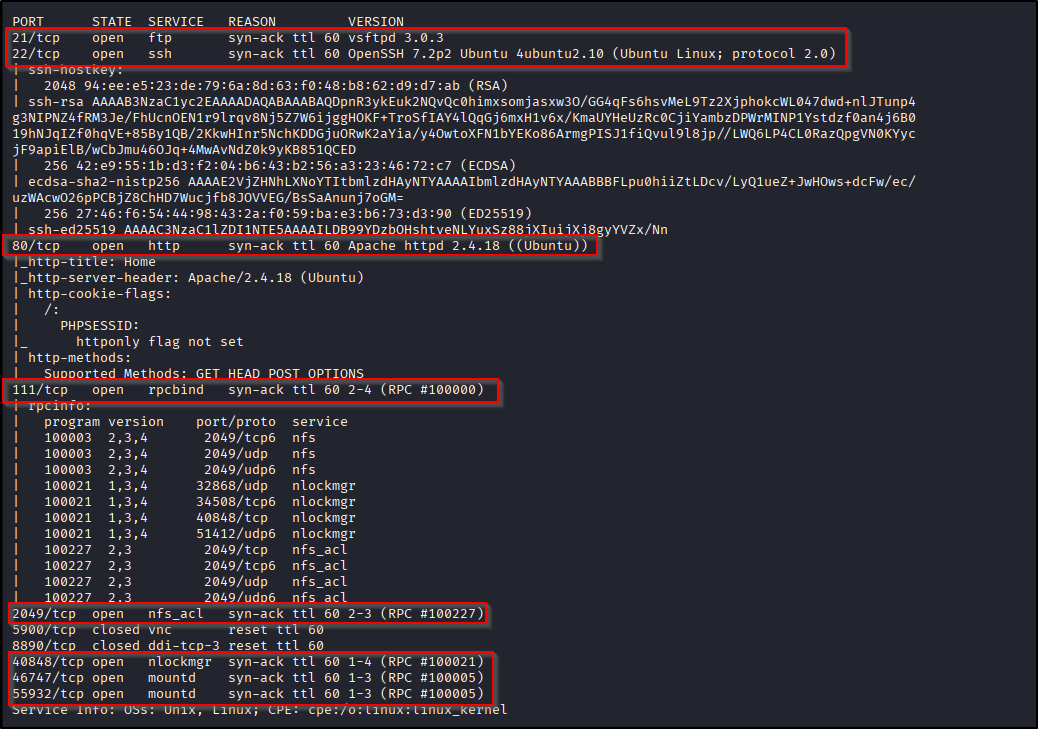 PORT      STATE  SERVICE   REASON         VERSION
21/tcp    open   ftp       syn-ack ttl 60 vsftpd 3.0.3
22/tcp    open   ssh       syn-ack ttl 60 OpenSSH 7.2p2 Ubuntu 4ubuntu2.10 (Ubuntu Linux; protocol 2.0)
| ssh-hostkey:
|   2048 94:ee:e5:23:de:79:6a:8d:63:f0:48:b8:62:d9:d7:ab (RSA)
| ssh-rsa AAAAB3NzaC1yc2EAAAADAQABAAABAQDpnR3ykEuk2NQvQc0himxsomjasxw3O/GG4qFs6hsvMeL9Tz2XjphokcWL047dwd+nlJTunp4
g3NIPNZ4fRM3Je/FhUcnOEN1r9lrqv8Nj5Z7W6ijggHOKF+TroSfIAY4lQqGj6mxH1v6x/KmaUYHeUzRc0CjiYambzDPWrMINP1Ystdzf0an4j6B0
19hNJqIZf0hqVE+85By1QB/2KkwHInr5NchKDDGjuORwK2aYia/y4OwtoXFN1bYEKo86ArmgPISJ1fiQvul9l8jp//LWQ6LP4CL0RazQpgVN0KYyc
jF9apiElB/wCbJmu46OJq+4MwAvNdZ0k9yKB851QCED
|   256 42:e9:55:1b:d3:f2:04:b6:43:b2:56:a3:23:46:72:c7 (ECDSA)
| ecdsa-sha2-nistp256 AAAAE2VjZHNhLXNoYTItbmlzdHAyNTYAAAAIbmlzdHAyNTYAAABBBFLpu0hiiZtLDcv/LyQ1ueZ+JwHOws+dcFw/ec/
uzWAcwO26pPCBjZ8ChHD7Wucjfb8JOVVEG/BsSaAnunj7oGM=
|   256 27:46:f6:54:44:98:43:2a:f0:59:ba:e3:b6:73:d3:90 (ED25519)
| ssh-ed25519 AAAAC3NzaC1lZDI1NTE5AAAAILDB99YDzbOHshtveNLYuxSz88jXIuijXj8gyYVZx/Nn
80/tcp    open   http      syn-ack ttl 60 Apache httpd 2.4.18 ((Ubuntu))
|_http-title: Home
|_http-server-header: Apache/2.4.18 (Ubuntu)
| http-cookie-flags:
|   /:
|     PHPSESSID:
|_      httponly flag not set
| http-methods:
|   Supported Methods: GET HEAD POST OPTIONS
111/tcp   open   rpcbind   syn-ack ttl 60 2-4 (RPC #100000)
| rpcinfo:
|   program version    port/proto  service
|   100003  2,3,4       2049/tcp6  nfs
|   100003  2,3,4       2049/udp   nfs
|   100003  2,3,4       2049/udp6  nfs
|   100021  1,3,4      32868/udp   nlockmgr
|   100021  1,3,4      34508/tcp6  nlockmgr
|   100021  1,3,4      40848/tcp   nlockmgr
|   100021  1,3,4      51412/udp6  nlockmgr
|   100227  2,3         2049/tcp   nfs_acl
|   100227  2,3         2049/tcp6  nfs_acl
|   100227  2,3         2049/udp   nfs_acl
|   100227  2,3         2049/udp6  nfs_acl
2049/tcp  open   nfs_acl   syn-ack ttl 60 2-3 (RPC #100227)
5900/tcp  closed vnc       reset ttl 60
8890/tcp  closed ddi-tcp-3 reset ttl 60
40848/tcp open   nlockmgr  syn-ack ttl 60 1-4 (RPC #100021)
46747/tcp open   mountd    syn-ack ttl 60 1-3 (RPC #100005)
55932/tcp open   mountd    syn-ack ttl 60 1-3 (RPC #100005)
Service Info: OSs: Unix, Linux; CPE: cpe:/o:linux:linux_kernel